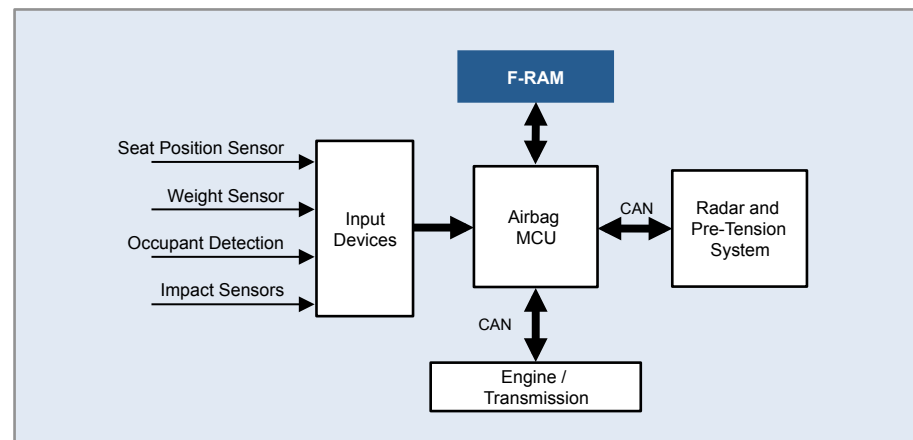 F-RAM
Seat Position Sensor
Weight Sensor
Occupant Detection
Impact Sensors
Input
Devices
Airbag
MCU
CAN
Radar and
Pre-Tension
System
CAN
Engine /
Transmission